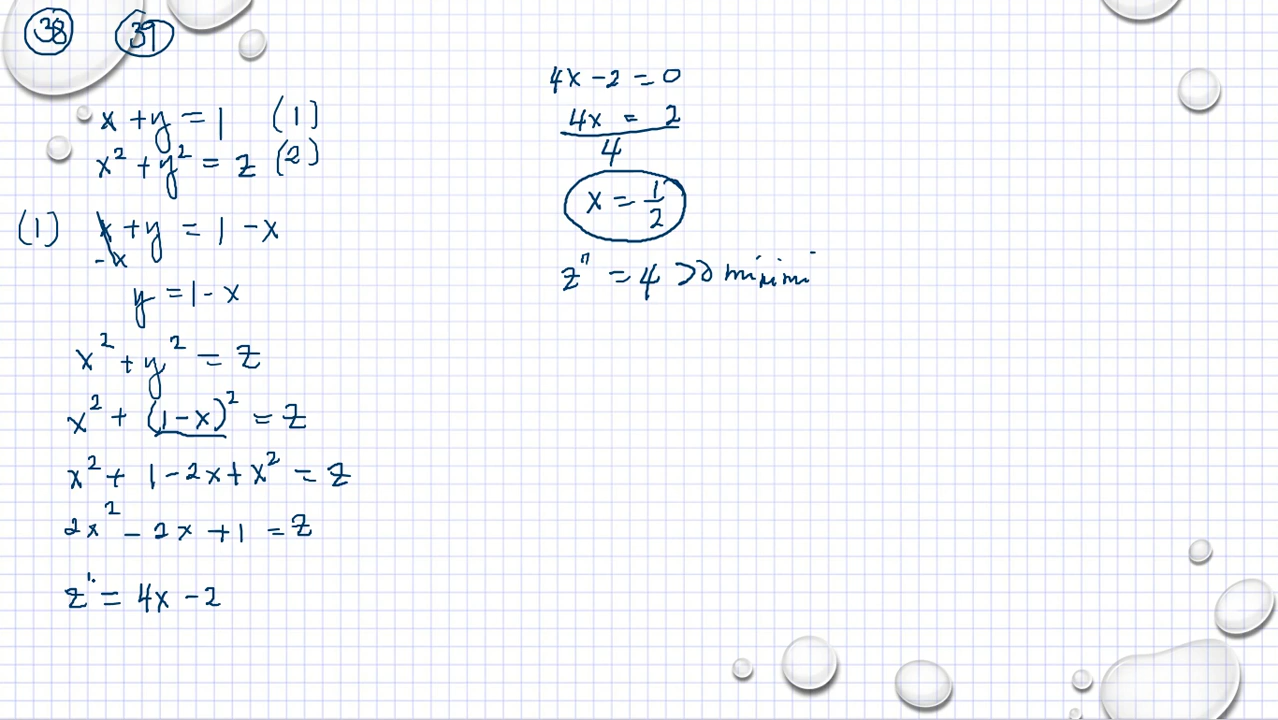 38 39
x + y = 1 (1)
x² + y² = z (2)
(1) x + y = 1 - x
-x
y = 1 - x
x² + y² = z
x² + (1 - x)² = z
x² + 1 - 2x + x² = z
2x² - 2x + 1 = z
z' = 4x - 2
4x - 2 = 0
4x = 2
4
x = 1/2
z" = 4 >0 minimi